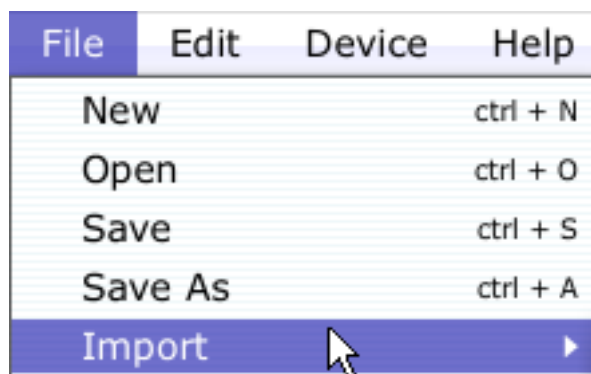 File Edit Device Help
New ctrl + N
Open ctrl + O
Save ctrl + S
Save As ctrl + A
Import